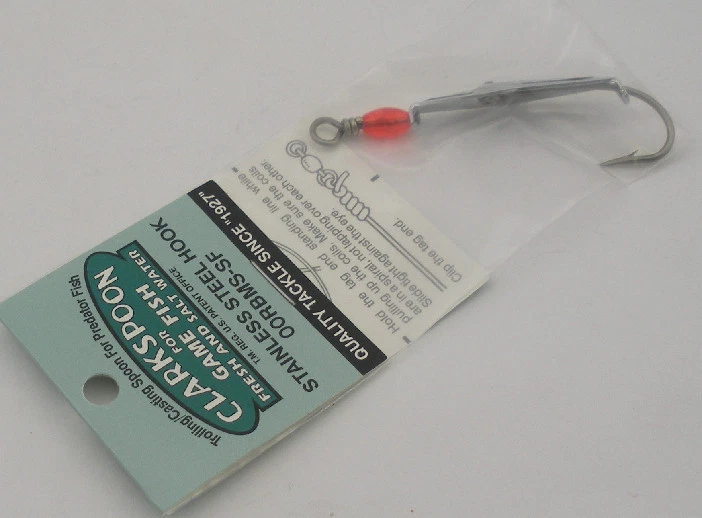 Trolling/Casting Spoon For Predator Fish
CLARKSPOON
FOR
GAME FISH
FRESH AND SALT WATER
T.M. REG. U.S. PATENT OFFICE
STAINLESS STEEL HOOK
00RBMS-SF
QUALITY TACKLE SINCE "1927"
Hold the tag end standing line while
pulling up the coils. Make sure the coils
are in a spiral, not lapping over each other.
Slide tight against the eye.
Clip the tag end.